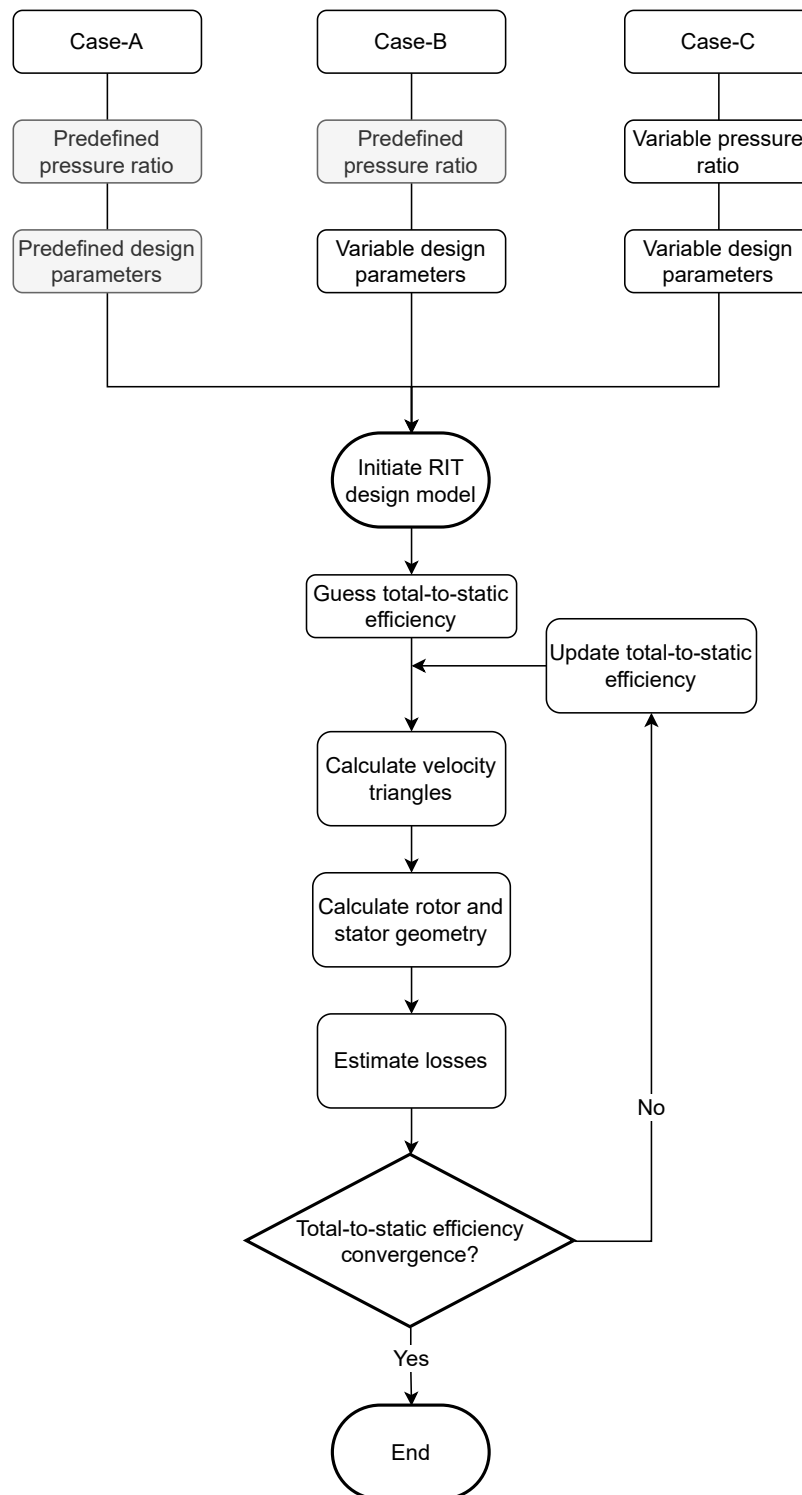 Case-A
Case-B
Case-C
Predefined
pressure ratio
Predefined
pressure ratio
Variable pressure
ratio
Predefined design
parameters
Variable design
parameters
Variable design
parameters
Initiate RIT
design model
Guess total-to-static
efficiency
Update total-to-static
efficiency
Calculate velocity
triangles
Calculate rotor and
stator geometry
Estimate losses
No
Total-to-static efficiency
convergence?
Yes
End